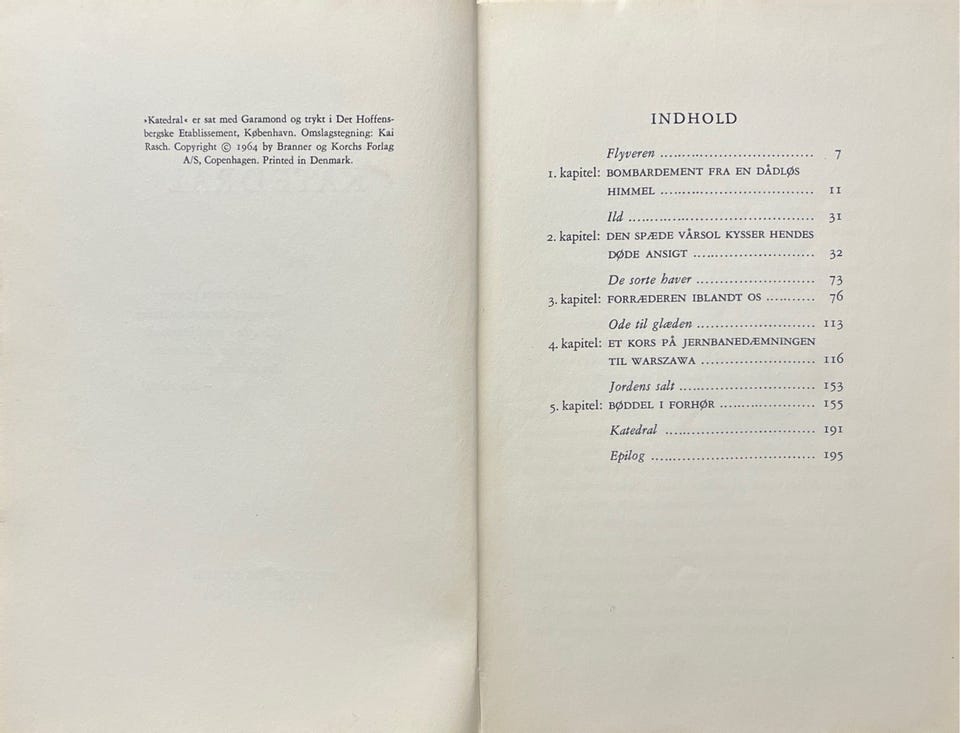 »Katedral« er sat med Garamond og trykt i Det Hoffens-
bergske Etablissement, København. Omslagstegning: Kai
Rasch. Copyright © 1964 by Branner og Korchs Forlag
A/S, Copenhagen. Printed in Denmark.
INDHOLD
Flyveren .................................. 7
1. kapitel: BOMBARDEMENT FRA EN DÅDLØS
HIMMEL .................................. 11
Ild .......................................... 31
2. kapitel: DEN SPÆDE VÅRSOL KYSSER HENDES
DØDE ANSIGT ........................... 32
De sorte haver .......................... 73
3. kapitel: FORRÆDEREN IBLANDT OS ........... 76
Ode til glæden ......................... 113
4. kapitel: ET KORS PÅ JERNBANEDÆMNINGEN
TIL WARSZAWA ......................... 116
Jordens salt .............................. 153
5. kapitel: BØDDEL I FORHØR ..................... 155
Katedral ................................. 191
Epilog .................................... 195